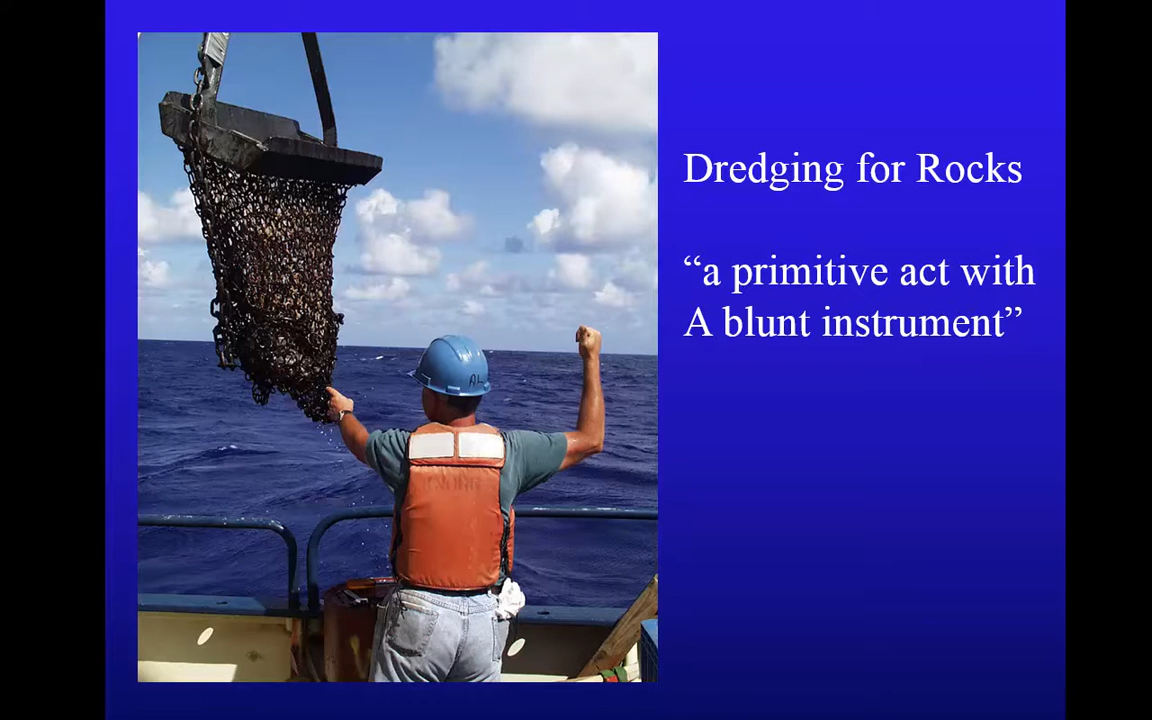 Dredging for Rocks
“a primitive act with
A blunt instrument”
AL